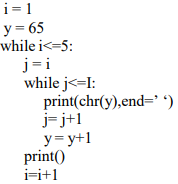 i = 1
y = 65
while i<=5:
j = i
while j<=I:
print(chr(y),end=’ ‘)
j= j+1
y = y+1
print()
i=i+1